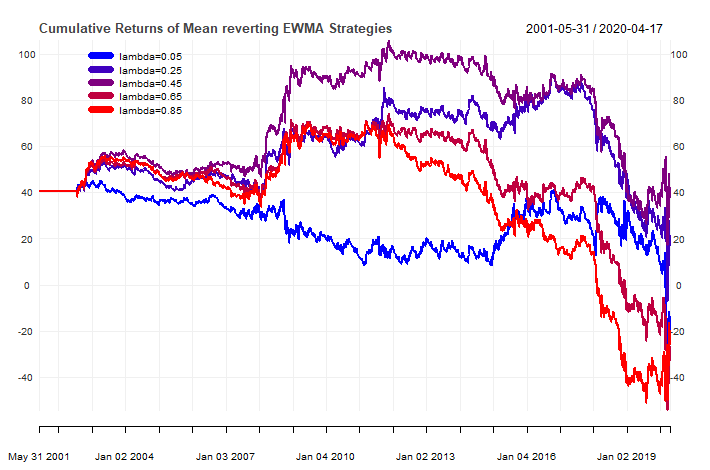 Cumulative Returns of Mean reverting EWMA Strategies 2001-05-31 / 2020-04-17
lambda=0.05
lambda=0.25
lambda=0.45
lambda=0.65
lambda=0.85
100 100
80 80
60 60
40 40
20 20
0 0
-20 -20
-40 -40
May 31 2001 Jan 02 2004 Jan 03 2007 Jan 04 2010 Jan 02 2013 Jan 04 2016 Jan 02 2019